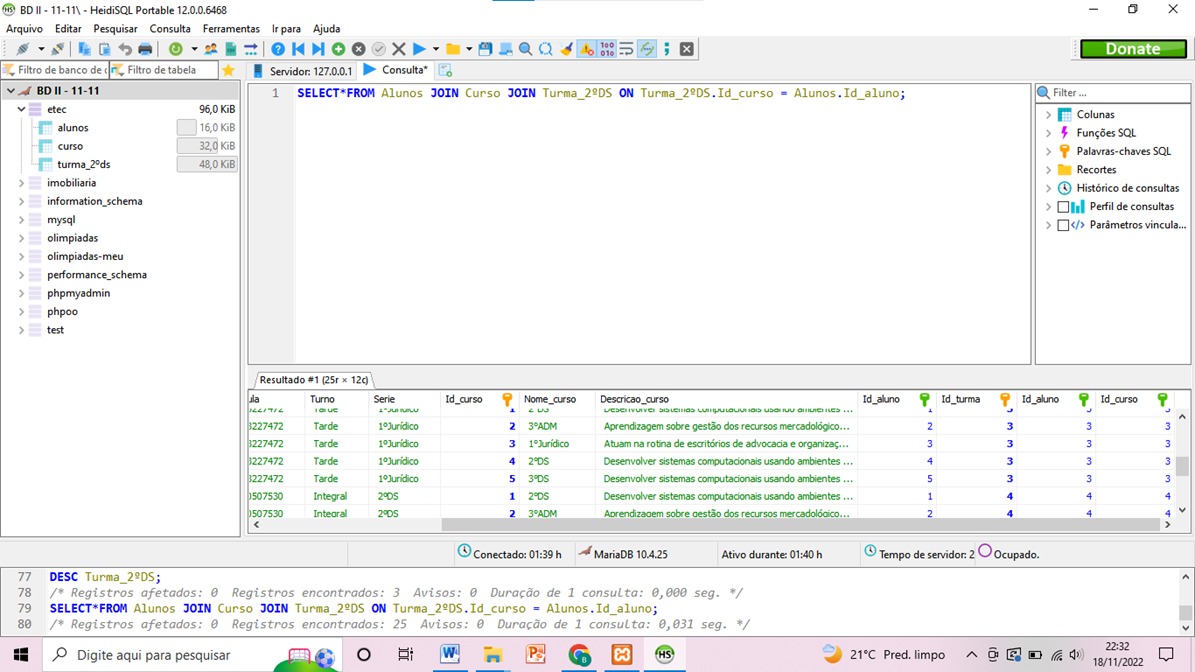 BD II - 11-11\ - HeidiSQL Portable 12.0.0.6468
Arquivo Editar Pesquisar Consulta Ferramentas Ir para Ajuda
Donate
Filtro de banco de Filtro de tabela Servidor: 127.0.0.1 Consulta*
BD II - 11-11
etec 96,0 KiB
alunos 16,0 KiB
curso 32,0 KiB
turma_2ºds 48,0 KiB
imobiliaria
information_schema
mysql
olimpiadas
olimpiadas-meu
performance_schema
phpmyadmin
phpoo
test
1 SELECT*FROM Alunos JOIN Curso JOIN Turma_2ºDS ON Turma_2ºDS.Id_curso = Alunos.Id_aluno;
Filter ...
Colunas
Funções SQL
Palavras-chaves SQL
Recortes
Histórico de consultas
Perfil de consultas
Parâmetros vincula...
Resultado #1 (25r × 12c)
ula Turno Serie Id_curso Nome_curso Descricao_curso Id_aluno Id_turma Id_aluno Id_curso
3227472 Tarde 1ºJurídico 1 2ºDS Desenvolver sistemas computacionais usando ambientes ... 1 3 3 3
3227472 Tarde 1ºJurídico 2 3ºADM Aprendizagem sobre gestão dos recursos mercadológico... 2 3 3 3
3227472 Tarde 1ºJurídico 3 1ºJurídico Atuam na rotina de escritórios de advocacia e organizaç... 3 3 3 3
3227472 Tarde 1ºJurídico 4 2ºDS Desenvolver sistemas computacionais usando ambientes ... 4 3 3 3
3227472 Tarde 1ºJurídico 5 3ºDS Desenvolver sistemas computacionais usando ambientes ... 5 3 3 3
0507530 Integral 2ºDS 1 2ºDS Desenvolver sistemas computacionais usando ambientes ... 1 4 4 4
0507530 Integral 2ºDS 2 3ºADM Aprendizagem sobre gestão dos recursos mercadológico... 2 4 4 4
Conectado: 01:39 h MariaDB 10.4.25 Ativo durante: 01:40 h Tempo de servidor: 2 Ocupado.
77 DESC Turma_2ºDS;
78 /* Registros afetados: 0 Registros encontrados: 3 Avisos: 0 Duração de 1 consulta: 0,000 seg. */
79 SELECT*FROM Alunos JOIN Curso JOIN Turma_2ºDS ON Turma_2ºDS.Id_curso = Alunos.Id_aluno;
80 /* Registros afetados: 0 Registros encontrados: 25 Avisos: 0 Duração de 1 consulta: 0,031 seg. */
Digite aqui para pesquisar
21°C Pred. limpo
22:32
18/11/2022